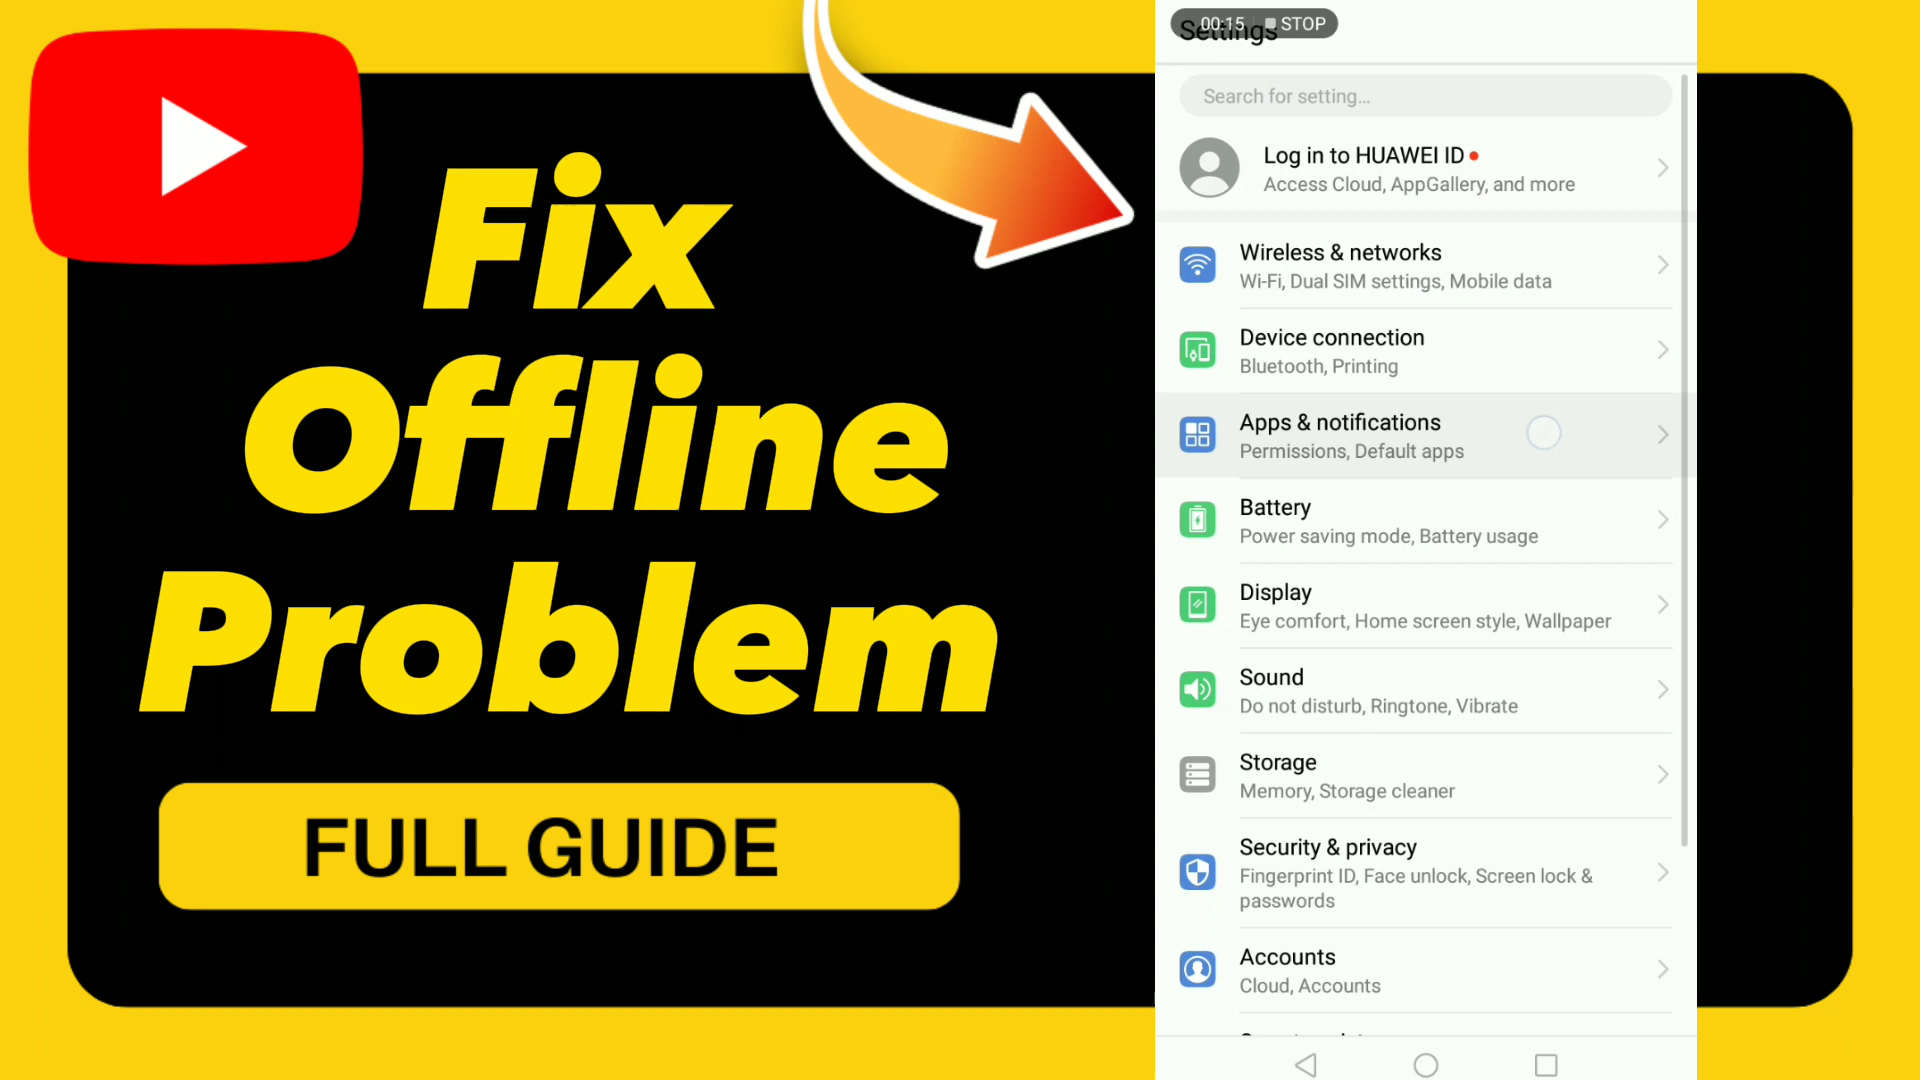 Fix
Offline
Problem
FULL GUIDE
00:15 STOP
Settings
Search for setting...
Log in to HUAWEI ID
Access Cloud, AppGallery, and more
Wireless & networks
Wi-Fi, Dual SIM settings, Mobile data
Device connection
Bluetooth, Printing
Apps & notifications
Permissions, Default apps
Battery
Power saving mode, Battery usage
Display
Eye comfort, Home screen style, Wallpaper
Sound
Do not disturb, Ringtone, Vibrate
Storage
Memory, Storage cleaner
Security & privacy
Fingerprint ID, Face unlock, Screen lock &
passwords
Accounts
Cloud, Accounts